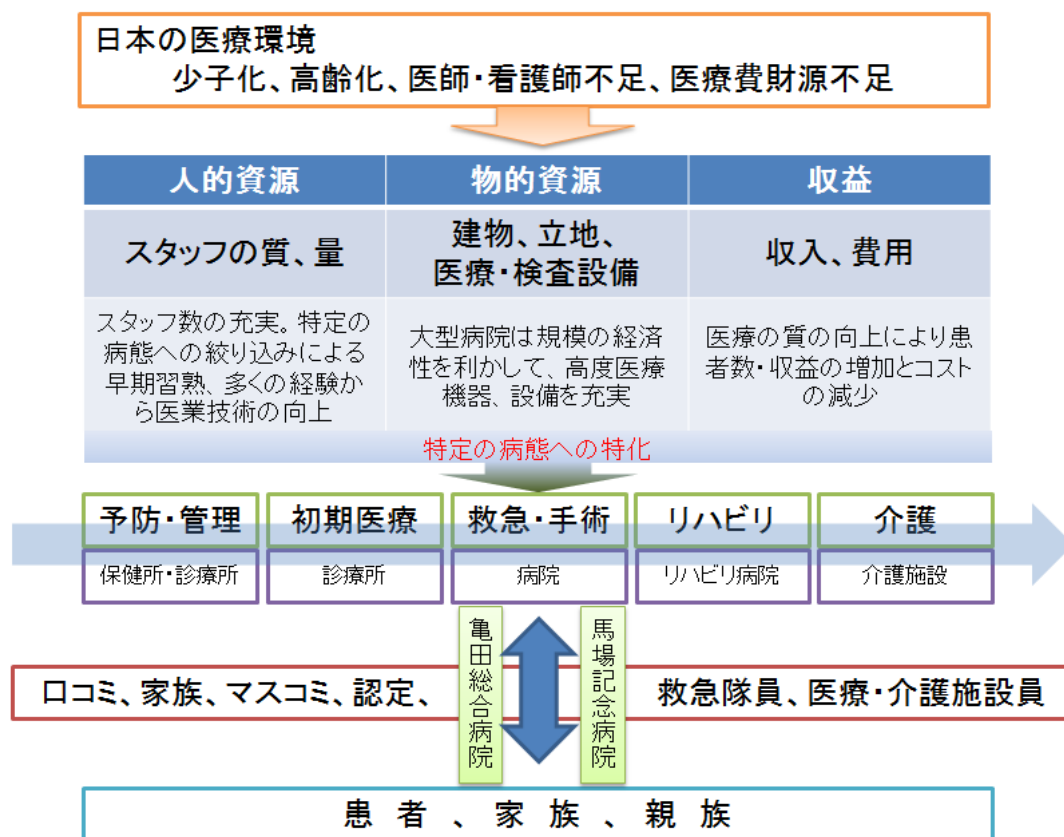 日本の医療環境
少子化、高齢化、医師・看護師不足、医療費財源不足
人的資源
物的資源
収益
スタッフの質、量
建物、立地、
医療・検査設備
収入、費用
スタッフ数の充実。特定の
病態への絞り込みによる
早期習熟、多くの経験か
ら医業技術の向上
大型病院は規模の経済
性を利かして、高度医療
機器、設備を充実
医療の質の向上により患
者数・収益の増加とコスト
の減少
特定の病態への特化
予防・管理
初期医療
救急・手術
リハビリ
介護
保健所・診療所
診療所
病院
リハビリ病院
介護施設
亀田総合病院
馬場記念病院
口コミ、家族、マスコミ、認定、
救急隊員、医療・介護施設員
患者、家族、親族